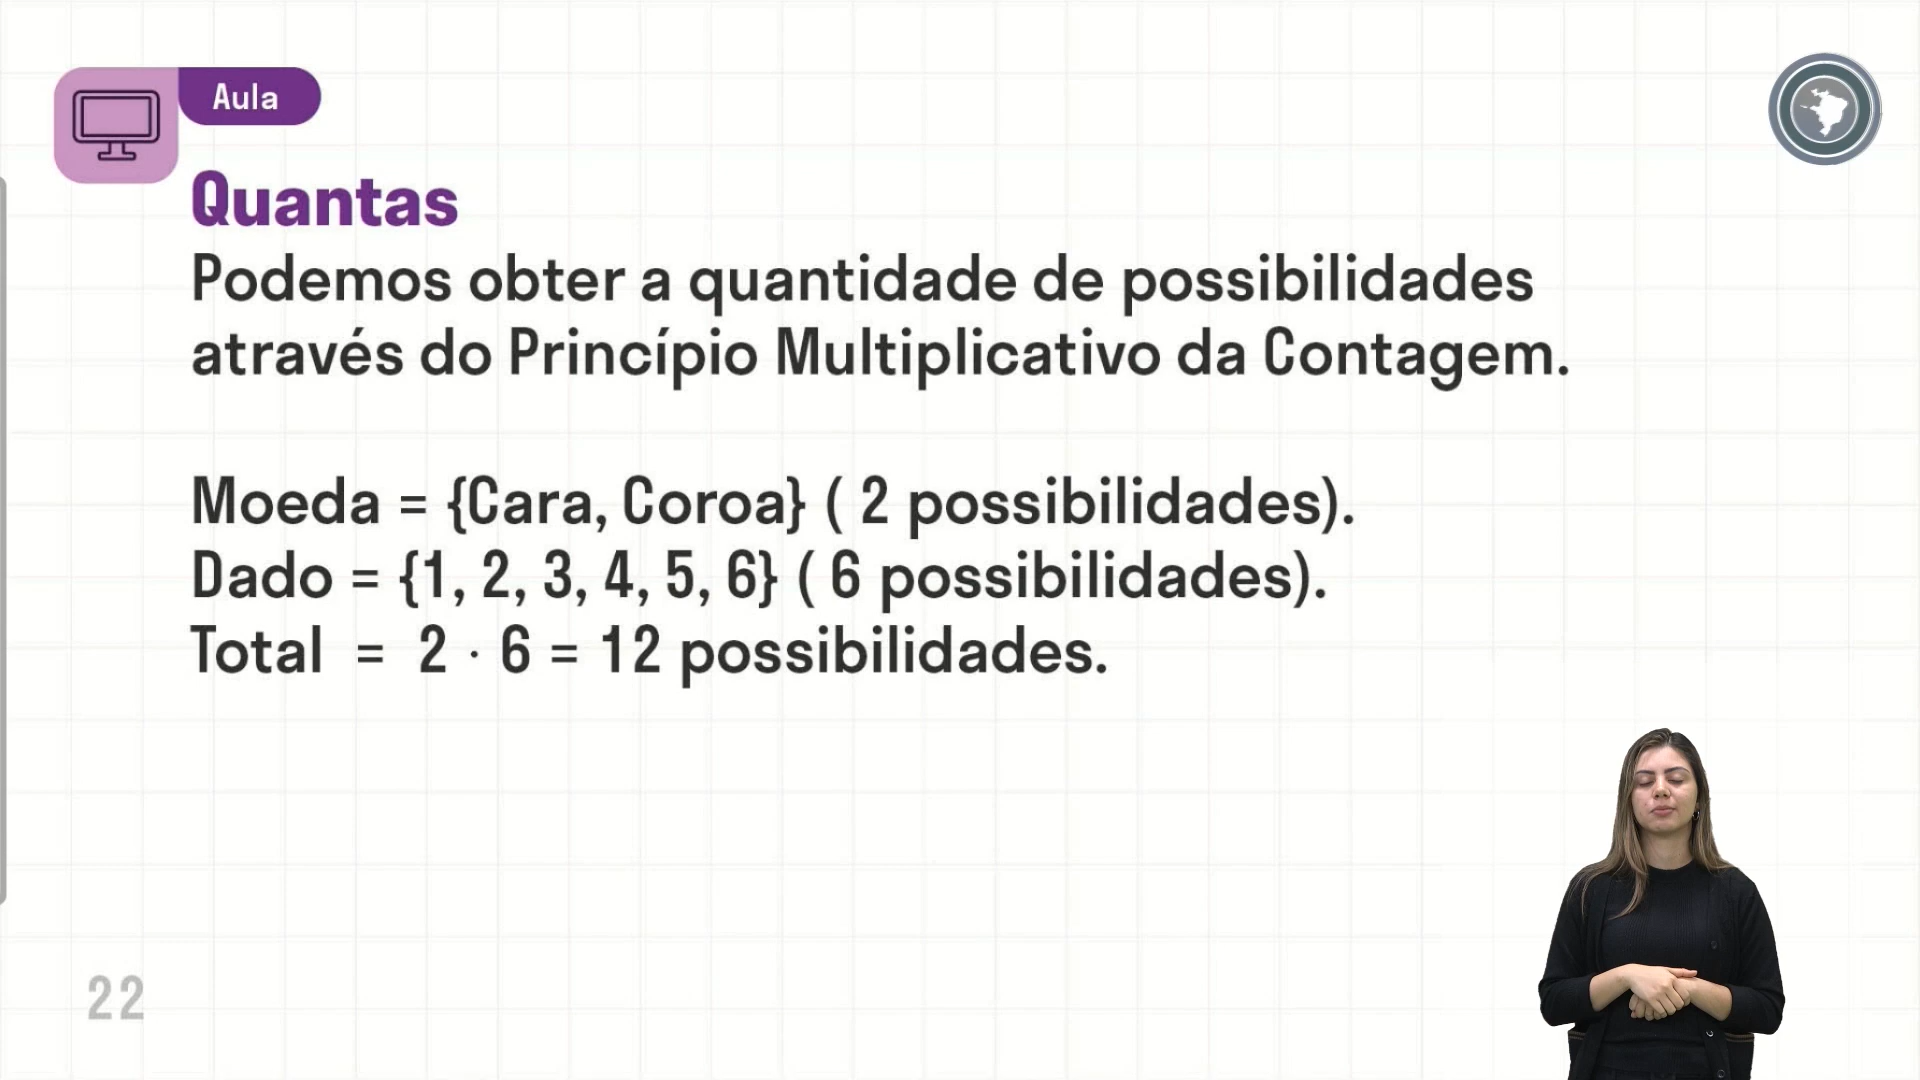 Aula
Quantas
Podemos obter a quantidade de possibilidades
através do Princípio Multiplicativo da Contagem.
Moeda = {Cara, Coroa} ( 2 possibilidades).
Dado = {1, 2, 3, 4, 5, 6} ( 6 possibilidades).
Total = 2 · 6 = 12 possibilidades.
22